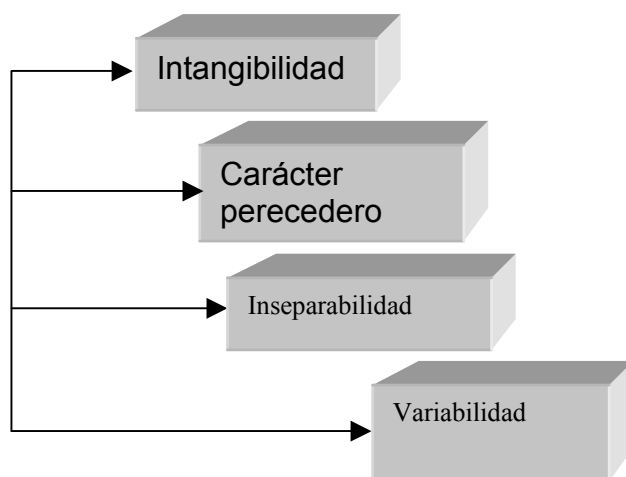 Intangibilidad
Carácter
perecedero
Inseparabilidad
Variabilidad